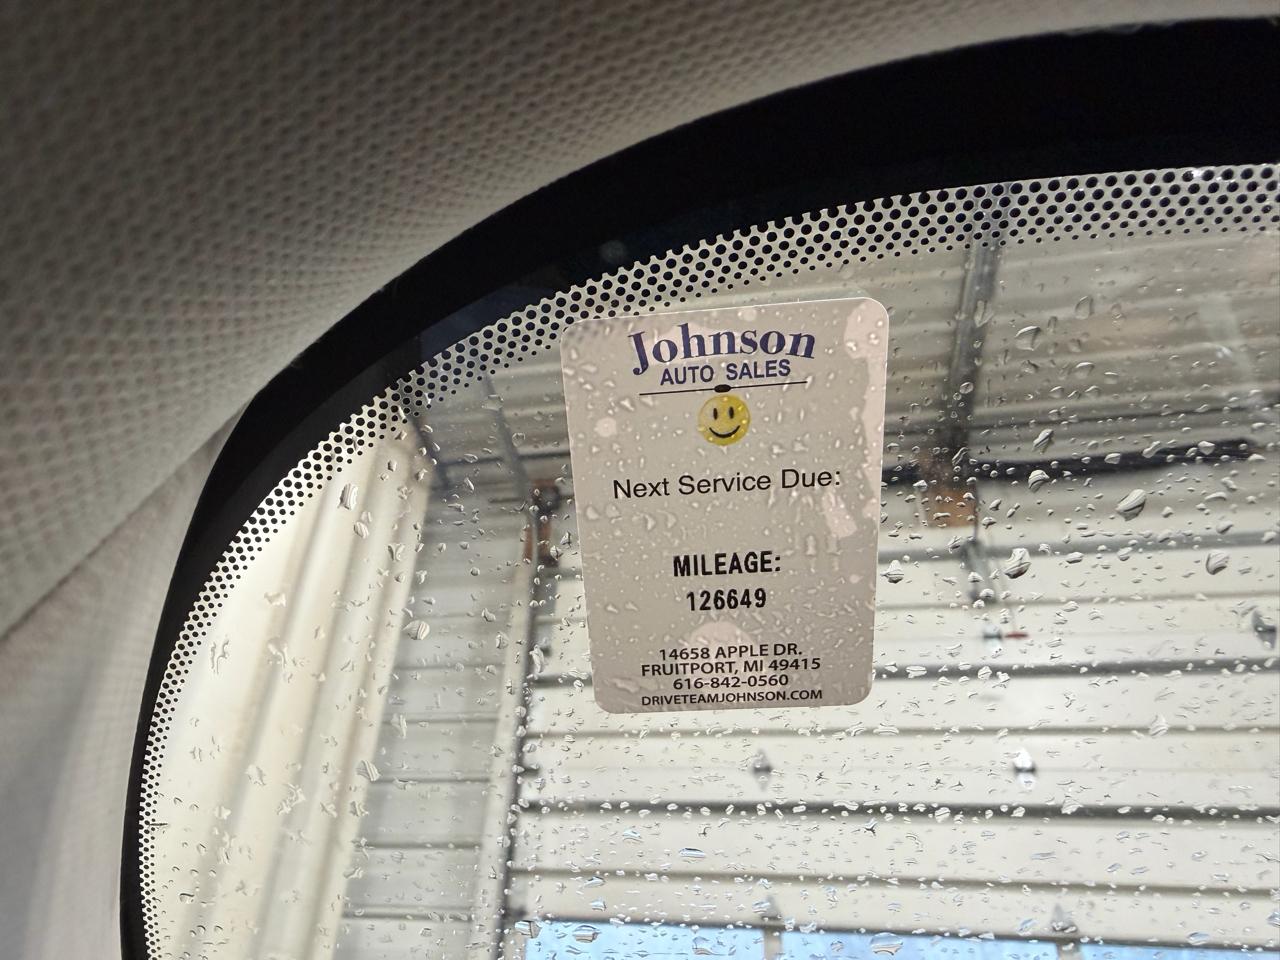 Johnson
AUTO SALES
Next Service Due:
MILEAGE:
126649
14658 APPLE DR.
FRUITPORT, MI 49415
616-842-0560
DRIVETEAMJOHNSON.COM